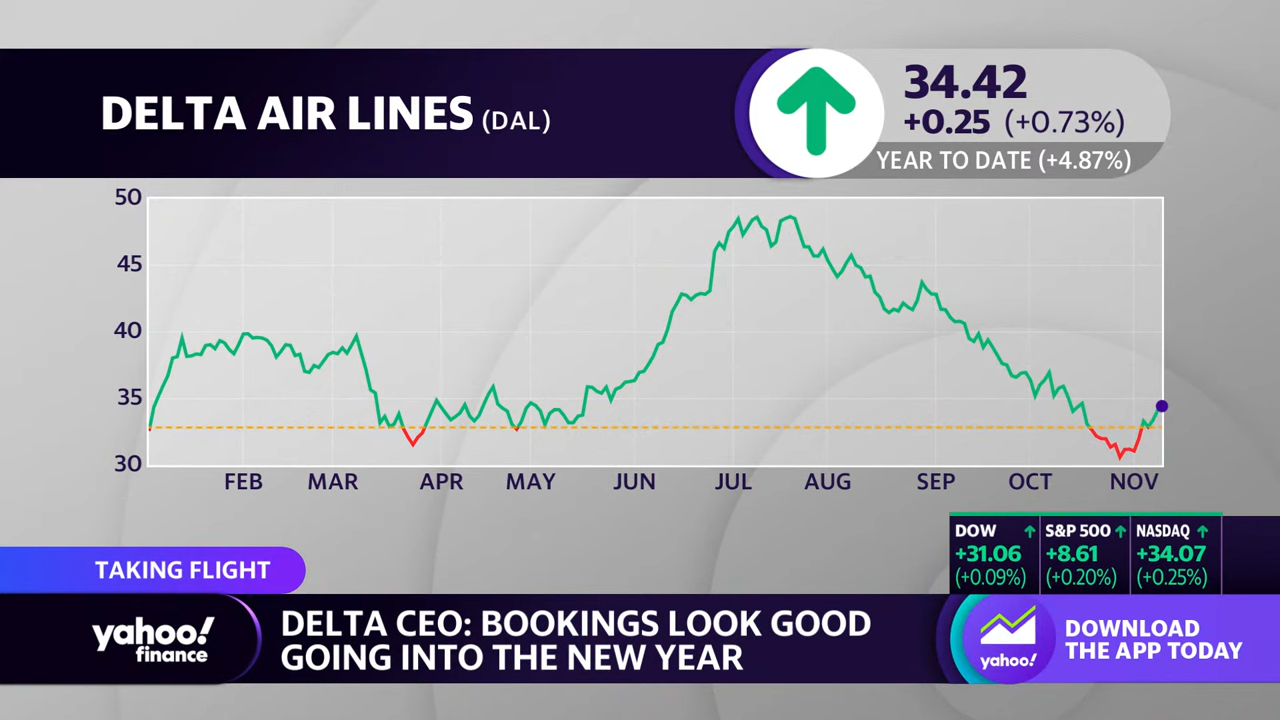 DELTA AIR LINES (DAL)
34.42
+0.25 (+0.73%)
YEAR TO DATE (+4.87%)
50
45
40
35
30
FEB MAR APR MAY JUN JUL AUG SEP OCT NOV
DOW
+31.06
(+0.09%)
S&P 500
+8.61
(+0.20%)
NASDAQ
+34.07
(+0.25%)
TAKING FLIGHT
yahoo!
finance
DELTA CEO: BOOKINGS LOOK GOOD
GOING INTO THE NEW YEAR
yahoo!
DOWNLOAD
THE APP TODAY